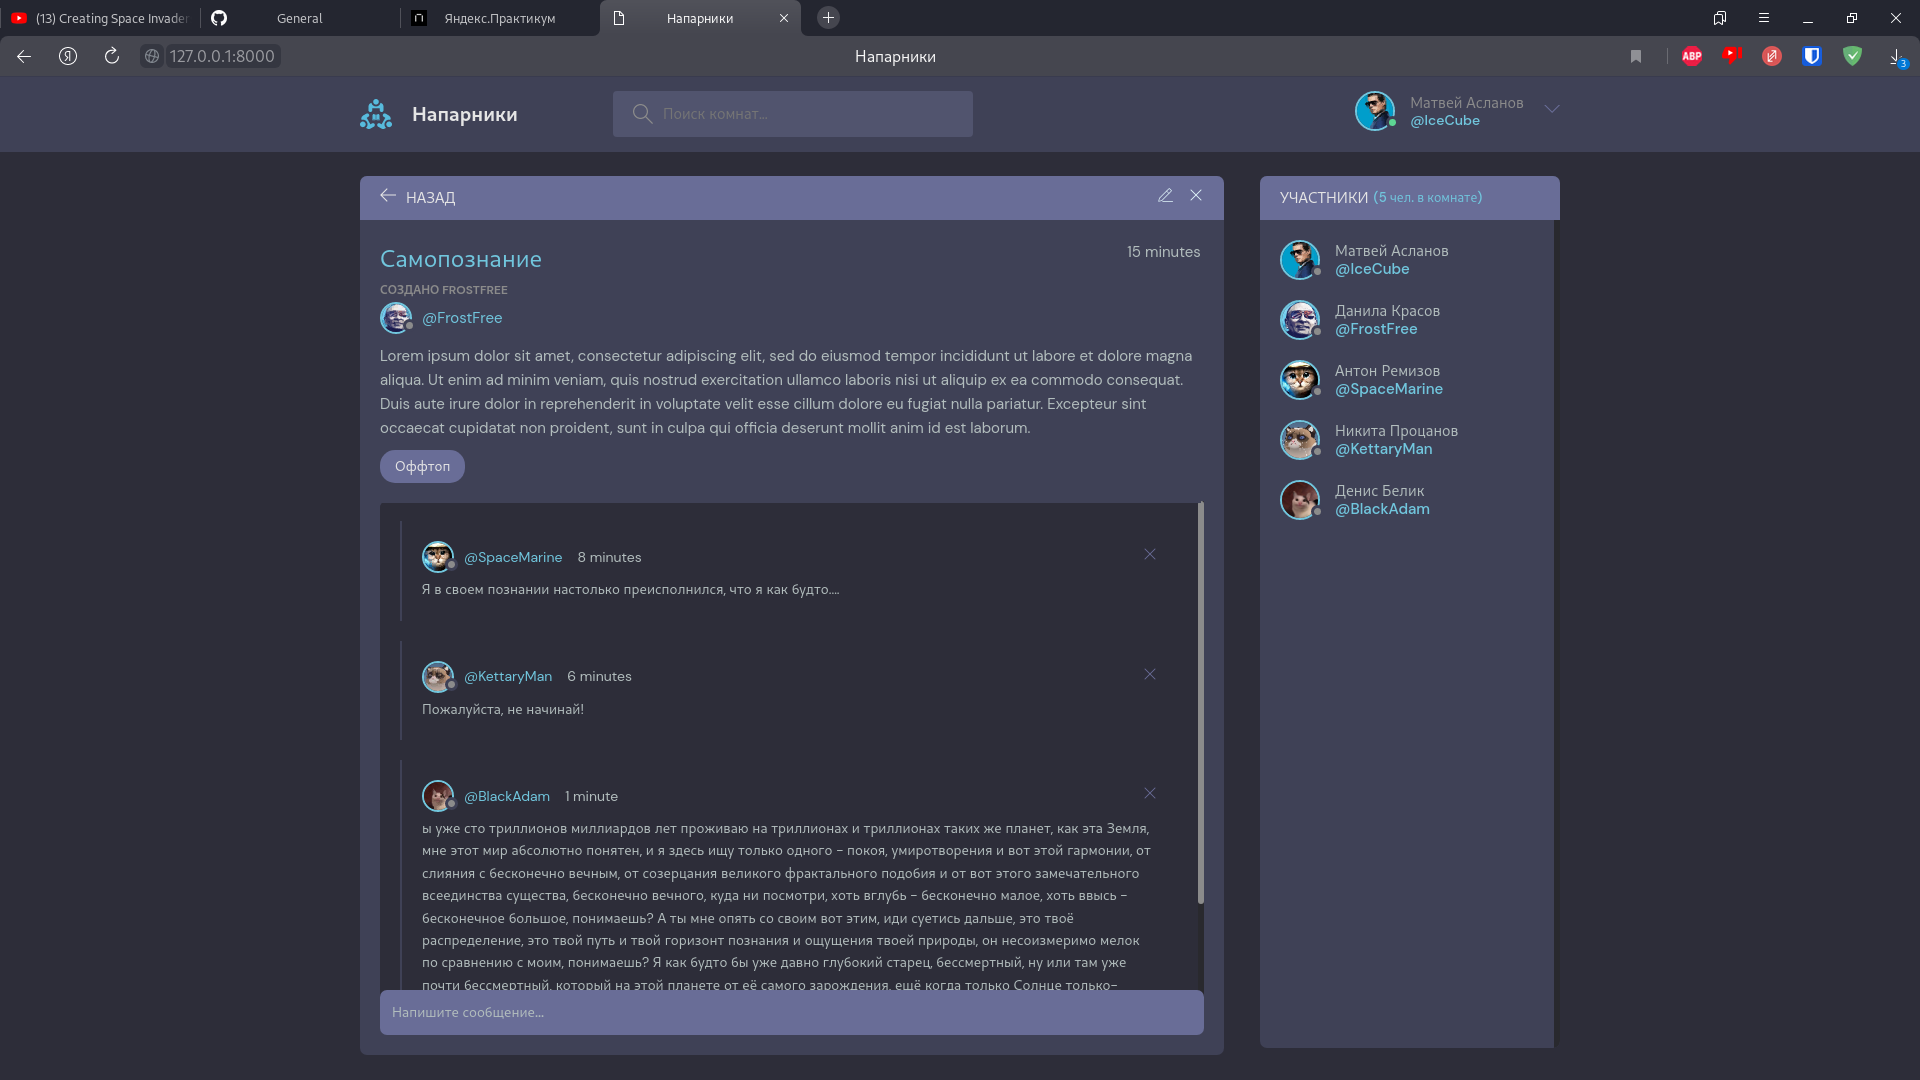 (13) Creating Space Invader
General
Яндекс.Практикум
Напарники
127.0.0.1:8000
Напарники
ABP
3
Напарники
Поиск комнат...
Матвей Асланов
@IceCube
НАЗАД
Самопознание
15 minutes
СОЗДАНО FROSTFREE
@FrostFree
Lorem ipsum dolor sit amet, consectetur adipiscing elit, sed do eiusmod tempor incididunt ut labore et dolore magna
aliqua. Ut enim ad minim veniam, quis nostrud exercitation ullamco laboris nisi ut aliquip ex ea commodo consequat.
Duis aute irure dolor in reprehenderit in voluptate velit esse cillum dolore eu fugiat nulla pariatur. Excepteur sint
occaecat cupidatat non proident, sunt in culpa qui officia deserunt mollit anim id est laborum.
Оффтоп
@SpaceMarine 8 minutes
Я в своем познании настолько преисполнился, что я как будто....
@KettaryMan 6 minutes
Пожалуйста, не начинай!
@BlackAdam 1 minute
ы уже сто триллионов миллиардов лет проживаю на триллионах и триллионах таких же планет, как эта Земля,
мне этот мир абсолютно понятен, и я здесь ищу только одного - покоя, умиротворения и вот этой гармонии, от
слияния с бесконечно вечным, от созерцания великого фрактального подобия и от вот этого замечательного
всеединства существа, бесконечно вечного, куда ни посмотри, хоть вглубь - бесконечно малое, хоть ввысь -
бесконечное большое, понимаешь? А ты мне опять со своим вот этим, иди суетись дальше, это твоё
распределение, это твой путь и твой горизонт познания и ощущения твоей природы, он несоизмеримо мелок
по сравнению с моим, понимаешь? Я как будто бы уже давно глубокий старец, бессмертный, ну или там уже
почти бессмертный, который на этой планете от её самого зарождения, ещё когда только Солнце только-
Напишите сообщение...
УЧАСТНИКИ (5 чел. в комнате)
Матвей Асланов
@IceCube
Данила Красов
@FrostFree
Антон Ремизов
@SpaceMarine
Никита Процанов
@KettaryMan
Денис Белик
@BlackAdam